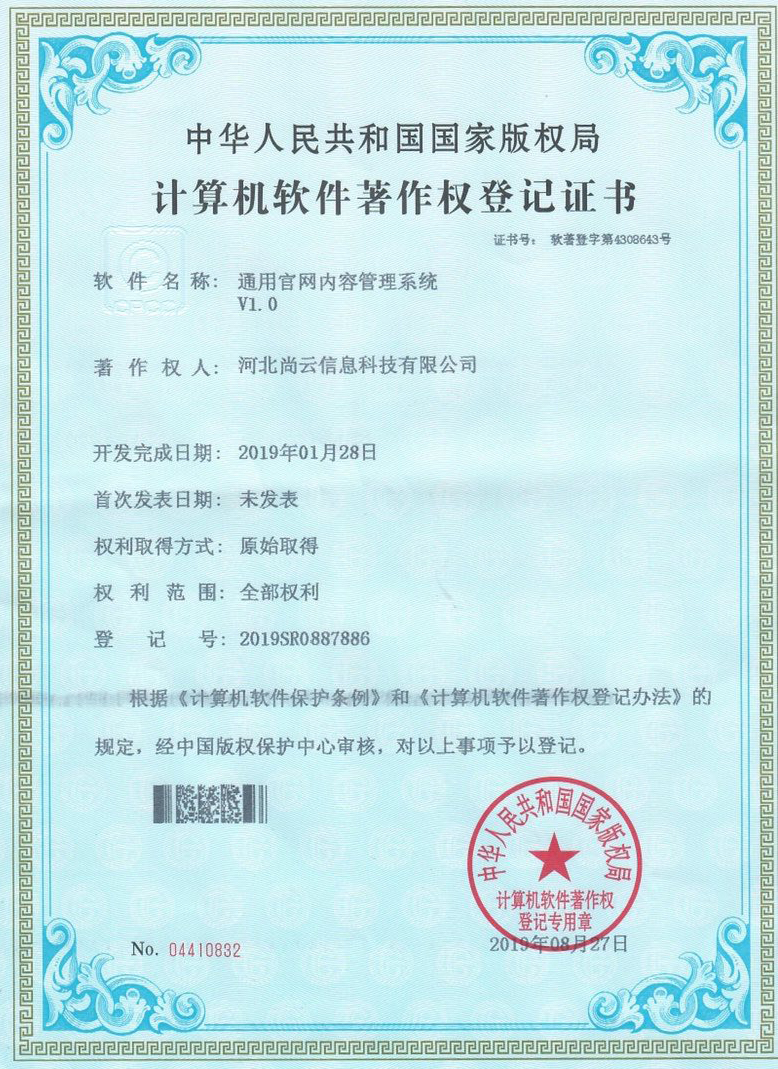 中华人民共和国国家版权局
计算机软件著作权登记证书
证书号： 软著登字第4308643号
CPCC
软件名称： 通用官网内容管理系统
V1.0
著作权人： 河北尚云信息科技有限公司
开发完成日期： 2019年01月28日
首次发表日期： 未发表
权利取得方式： 原始取得
权利范围： 全部权利
登记号： 2019SR0887886
根据《计算机软件保护条例》和《计算机软件著作权登记办法》的
规定，经中国版权保护中心审核，对以上事项予以登记。
中华人民共和国国家版权局
计算机软件著作权
登记专用章
No. 04410832
2019年08月27日